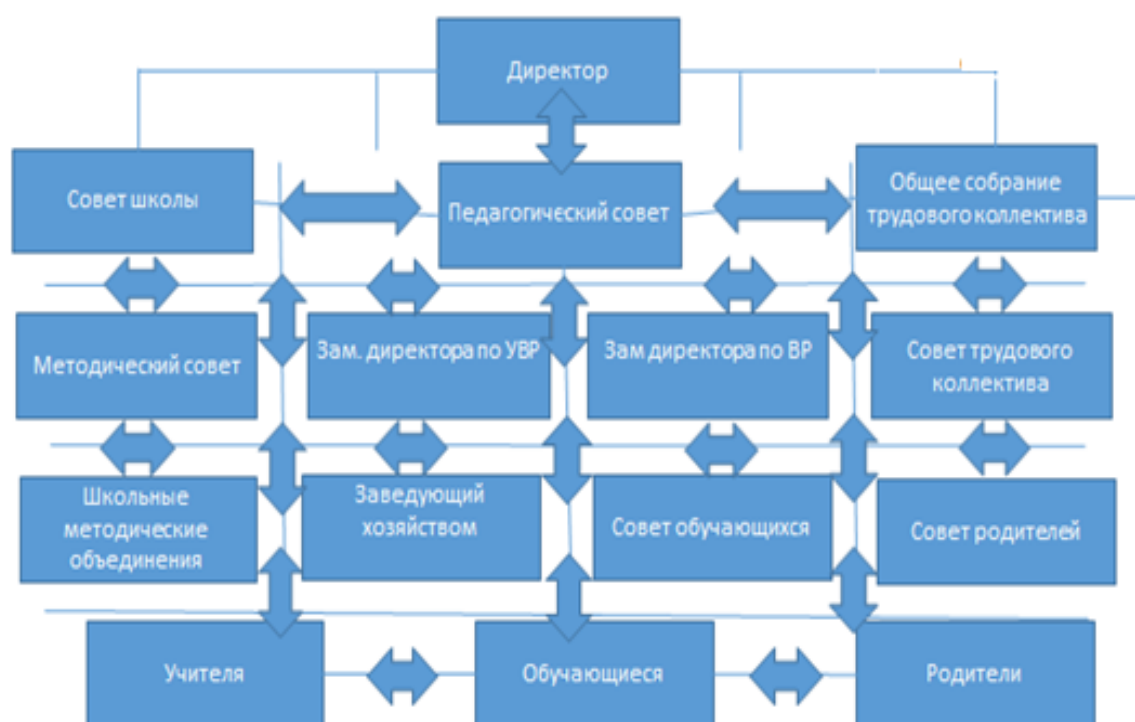 Директор
Совет школы
Педагогический совет
Общее собрание
трудового коллектива
Методический совет
Зам. директора по УВР
Зам директора по ВР
Совет трудового
коллектива
Школьные
методические
объединения
Заведующий
хозяйством
Совет обучающихся
Совет родителей
Учителя
Обучающиеся
Родители